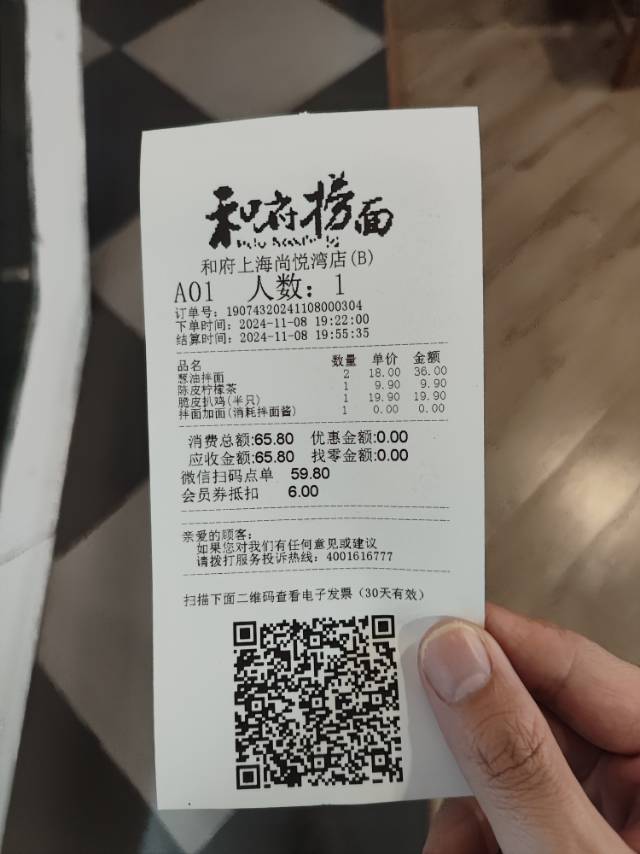 和府捞面
和府上海尚悦湾店(B)
A01 人数：1
订单号：19074320241108000304
下单时间：2024-11-08 19:22:00
结算时间：2024-11-08 19:55:35
品名 数量 单价 金额
葱油拌面 2 18.00 36.00
陈皮柠檬茶 1 9.90 9.90
脆皮扒鸡(半只) 1 19.90 19.90
拌面加面(消耗拌面酱) 1 0.00 0.00
消费总额:65.80 优惠金额:0.00
应收金额:65.80 找零金额:0.00
微信扫码点单 59.80
会员券抵扣 6.00
亲爱的顾客：
如果您对我们有任何意见或建议
请拨打服务投诉热线：4001616777
扫描下面二维码查看电子发票（30天有效）